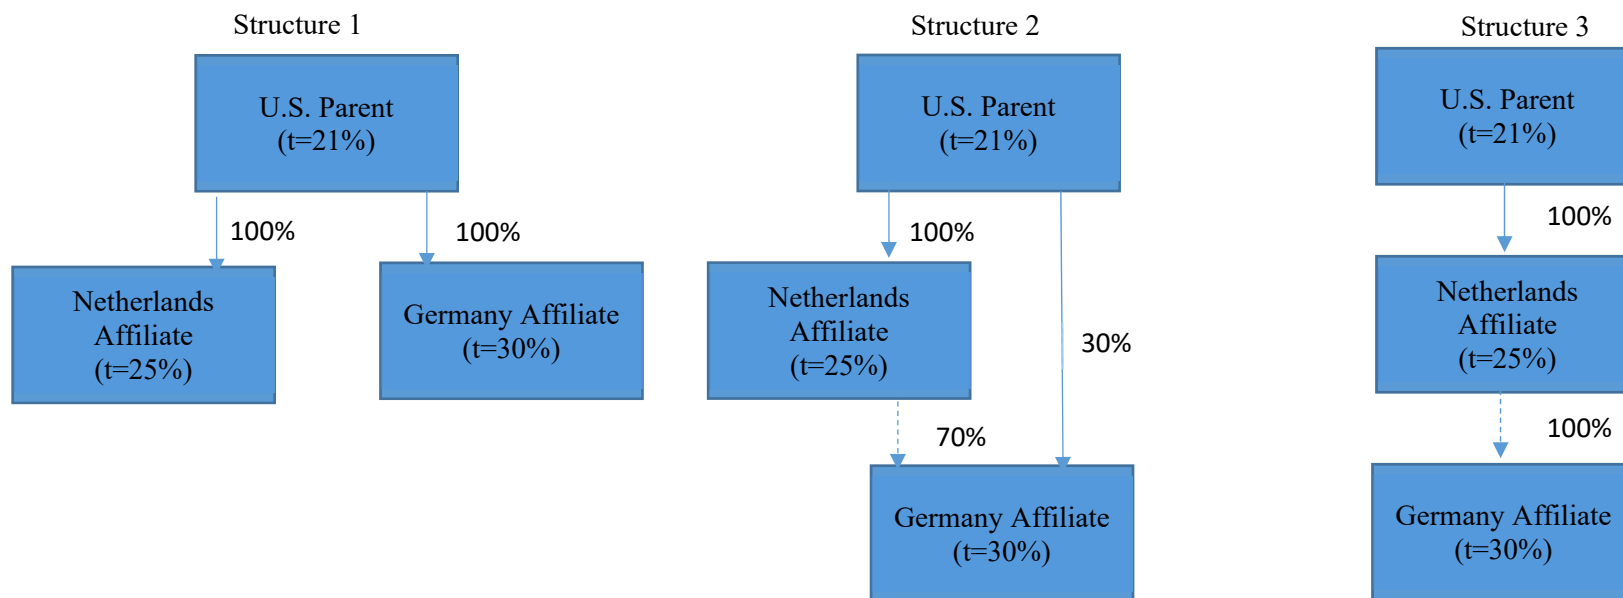 Structure 1
U.S. Parent
(t=21%)
100%
100%
Netherlands
Affiliate
(t=25%)
Germany Affiliate
(t=30%)
Structure 2
U.S. Parent
(t=21%)
100%
30%
Netherlands
Affiliate
(t=25%)
70%
Germany Affiliate
(t=30%)
Structure 3
U.S. Parent
(t=21%)
100%
Netherlands
Affiliate
(t=25%)
100%
Germany Affiliate
(t=30%)